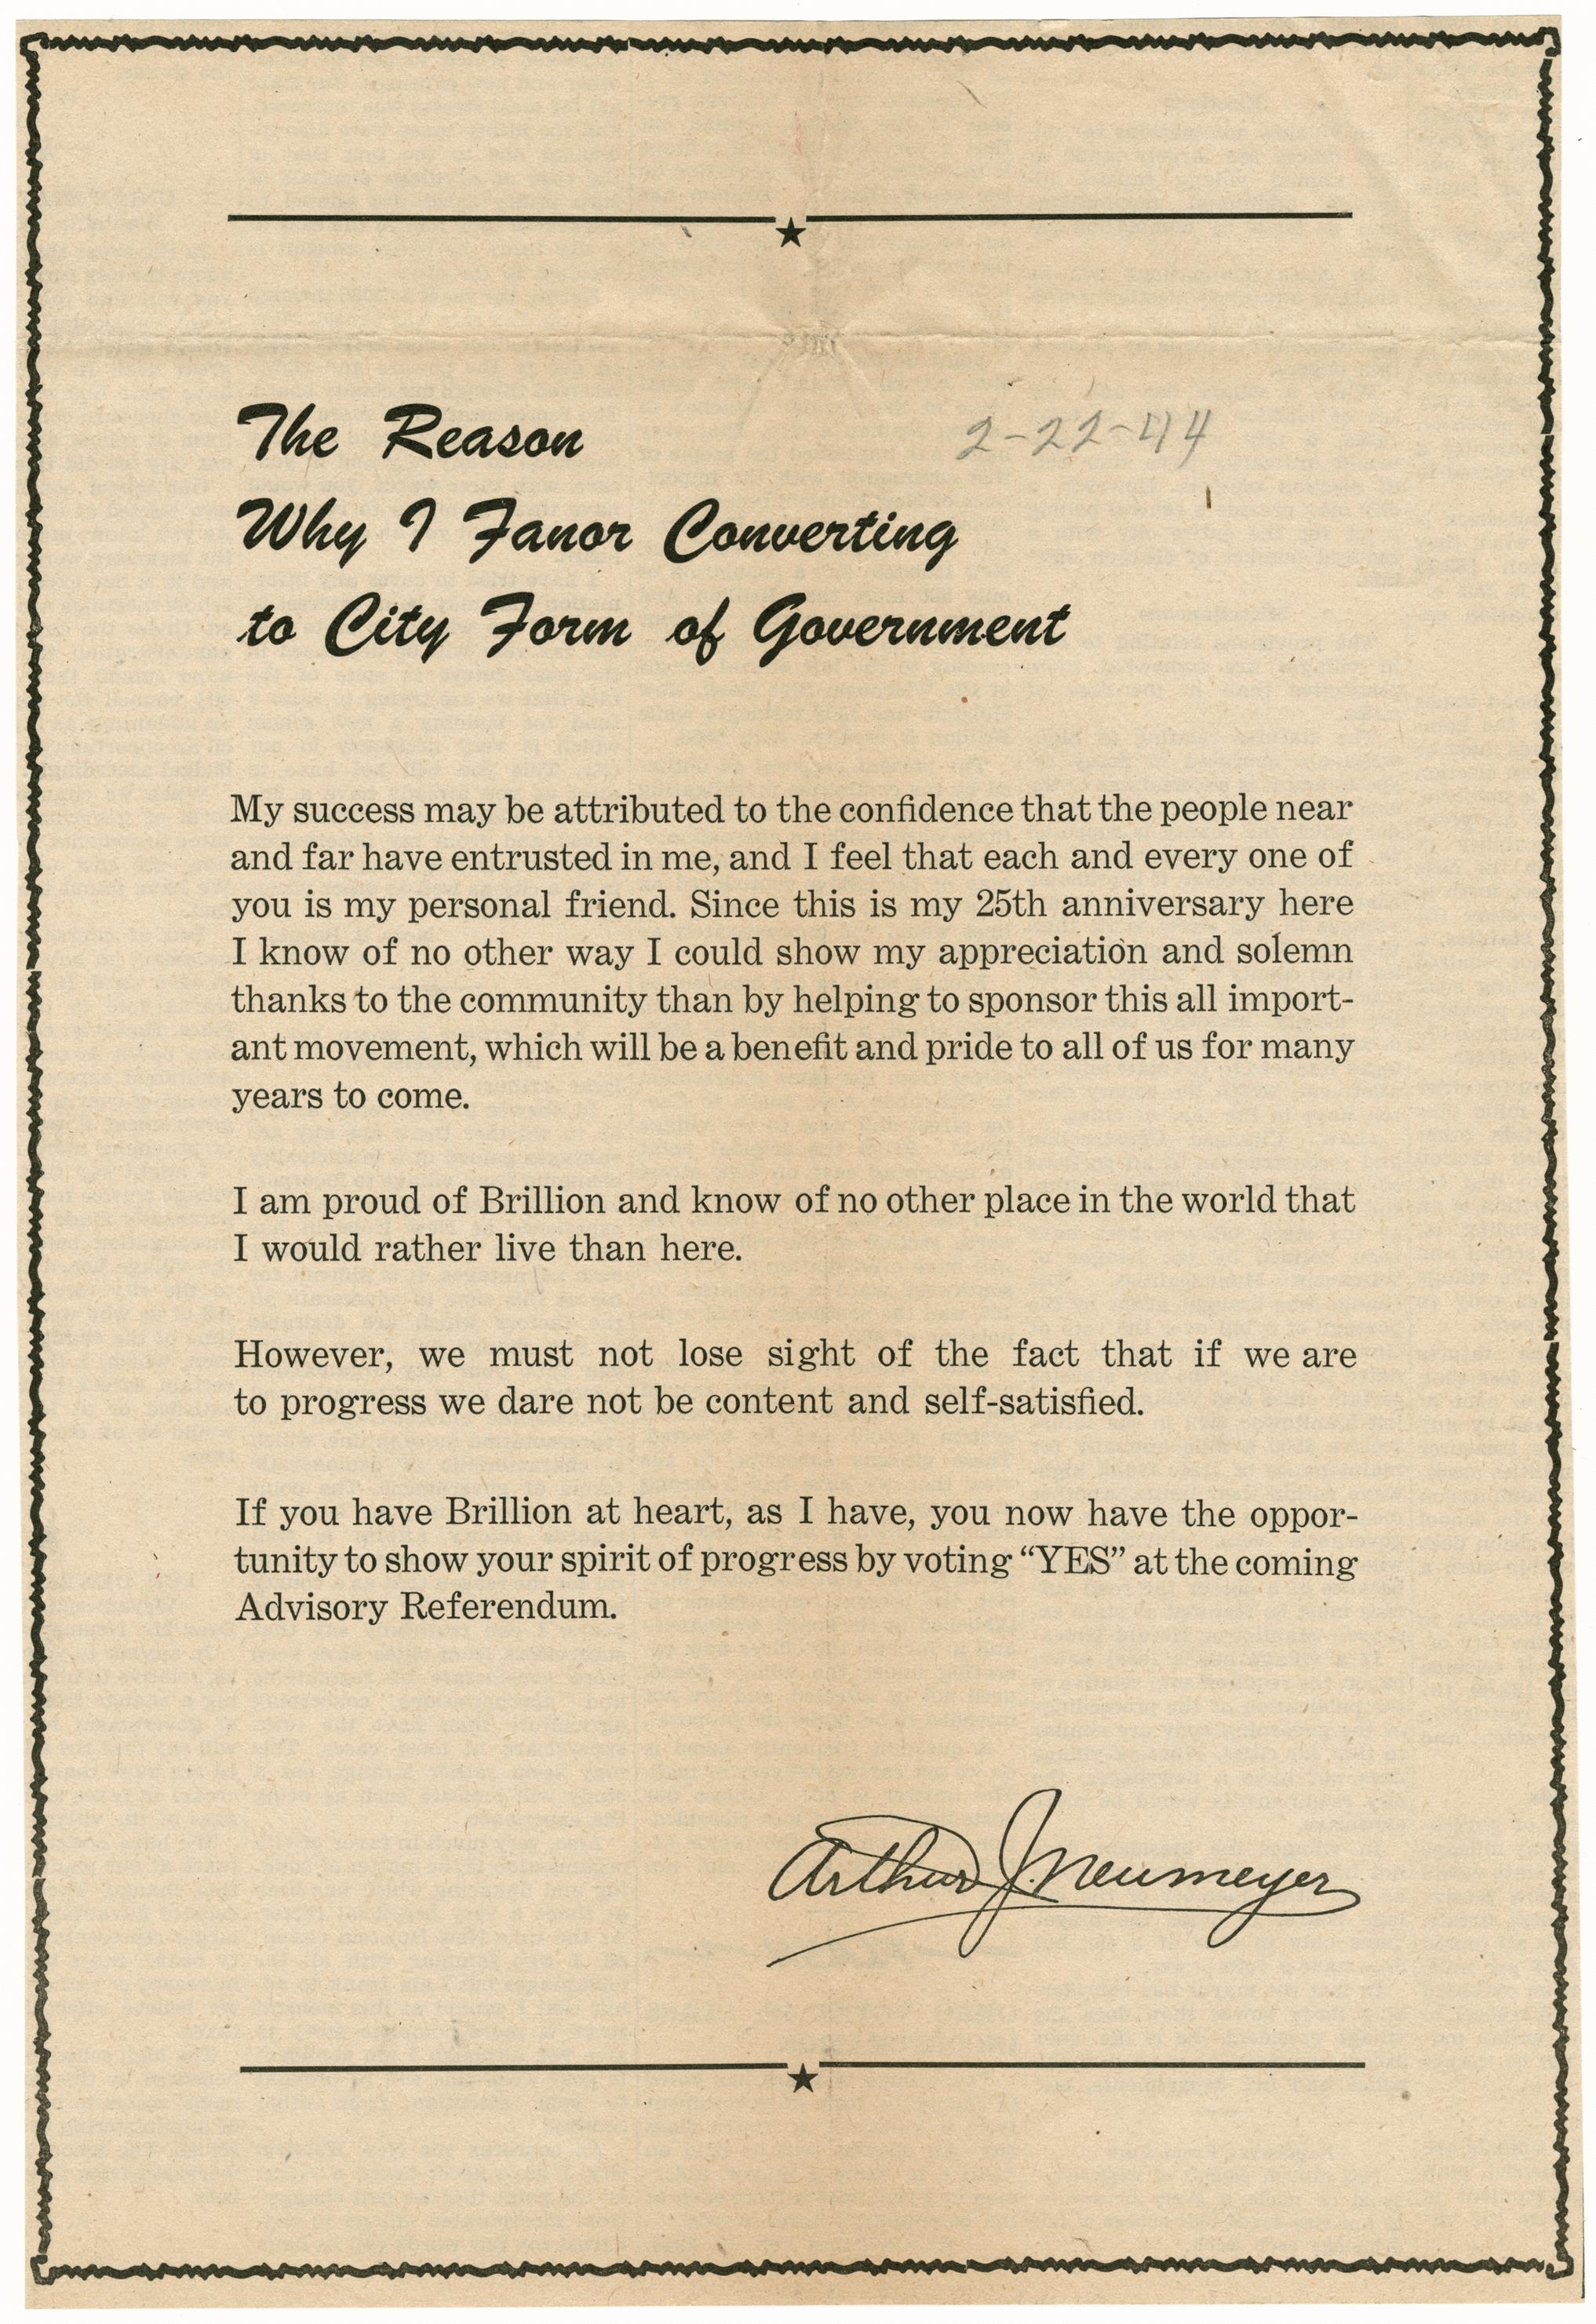 The Reason
2-22-44
Why I Fanor Converting
to City Form of Government
My success may be attributed to the confidence that the people near
and far have entrusted in me, and I feel that each and every one of
you is my personal friend. Since this is my 25th anniversary here
I know of no other way I could show my appreciation and solemn
thanks to the community than by helping to sponsor this all import-
ant movement, which will be a benefit and pride to all of us for many
years to come.
I am proud of Brillion and know of no other place in the world that
I would rather live than here.
However, we must not lose sight of the fact that if we are
to progress we dare not be content and self-satisfied.
If you have Brillion at heart, as I have, you now have the oppor-
tunity to show your spirit of progress by voting “YES” at the coming
Advisory Referendum.
Arthur J. Neumeyer